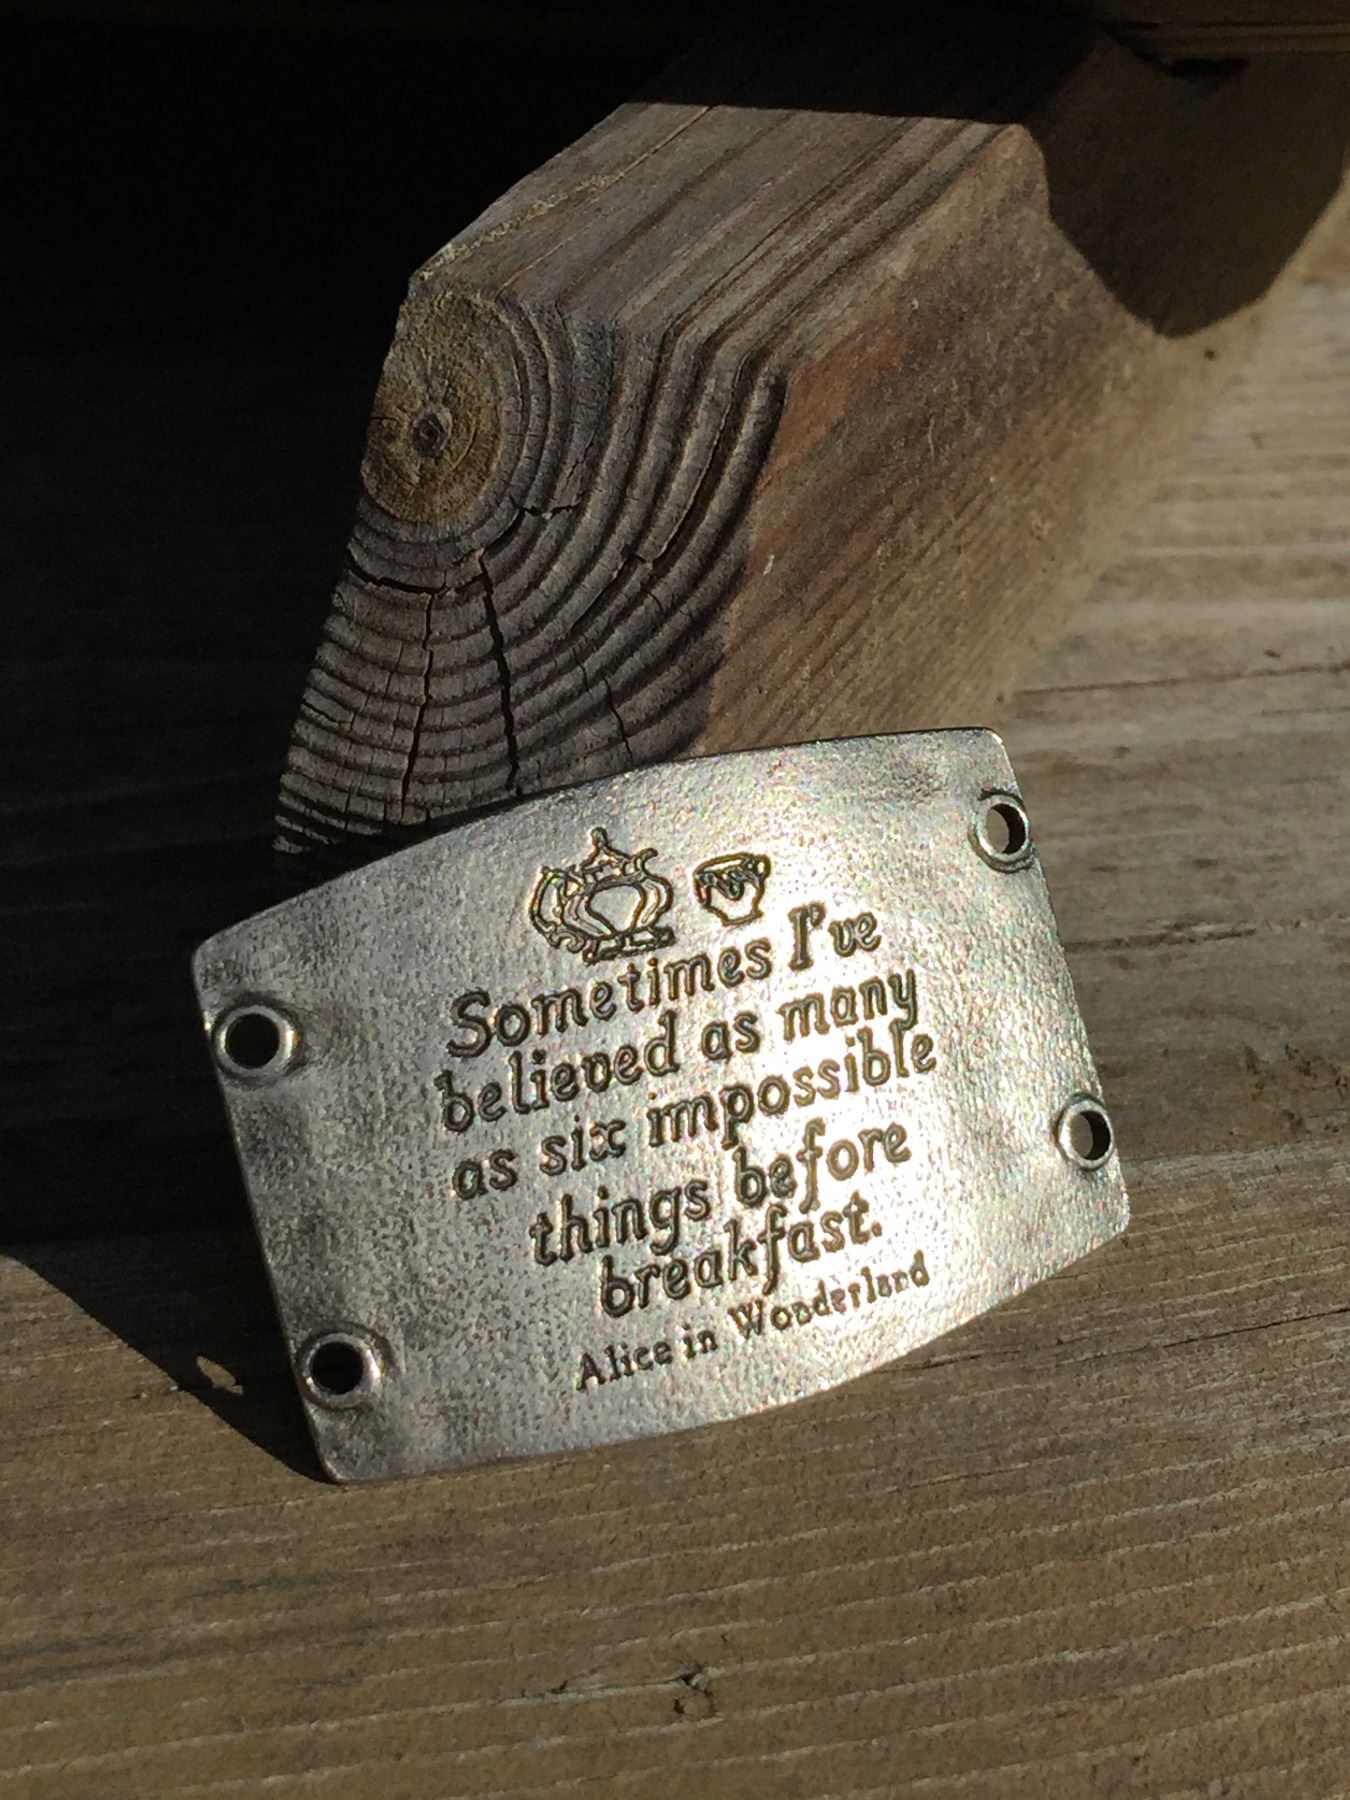 Sometimes I've
believed as many
as six impossible
things before
breakfast.
Alice in Wonderland